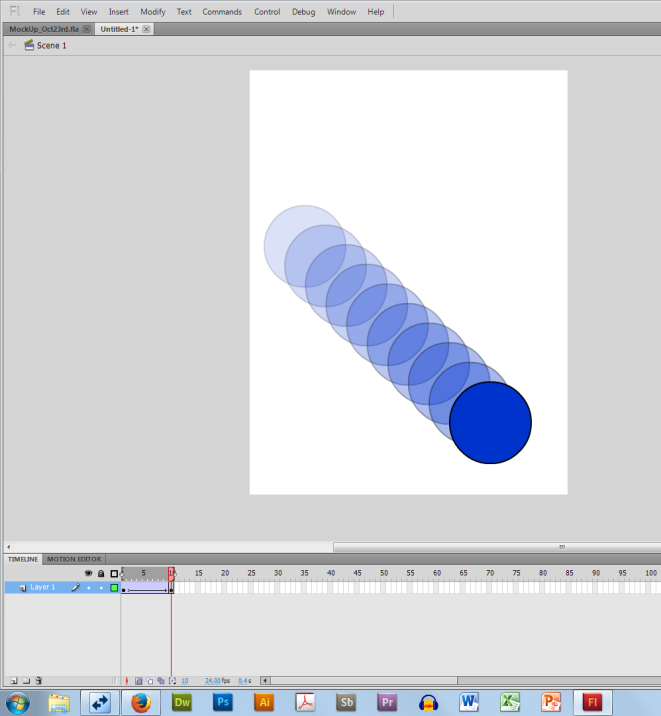 Fl File Edit View Insert Modify Text Commands Control Debug Window Help
MockUp_Oct23rd.fla Untitled-1*
Scene 1
TIMELINE MOTION EDITOR
5 10 15 20 25 30 35 40 45 50 55 60 65 70 75 80 85 90 95 100
Layer 1
10 24.00 fps 0.4 s
Dw Ps Ai Sb Pr W X P Fl